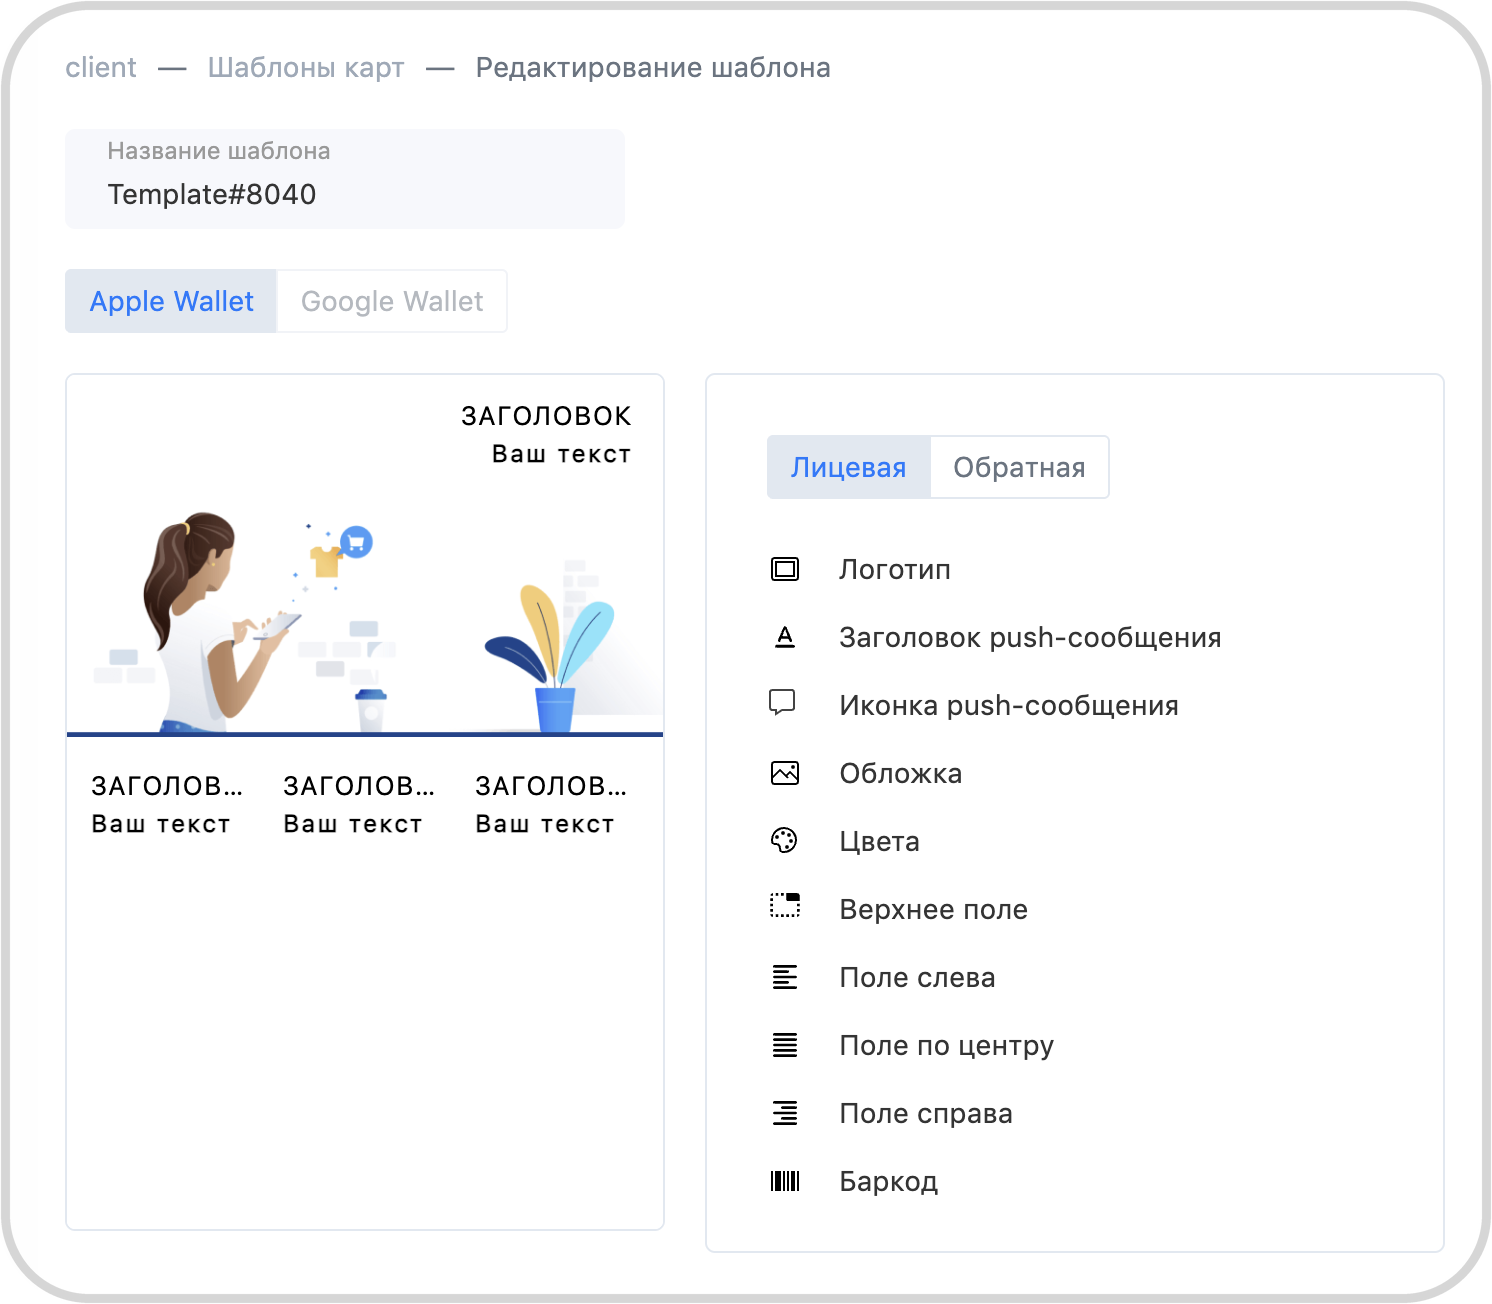 client — Шаблоны карт — Редактирование шаблона
Название шаблона
Template#8040
Apple Wallet
Google Wallet
ЗАГОЛОВОК
Ваш текст
ЗАГОЛОВ... ЗАГОЛОВ... ЗАГОЛОВ...
Ваш текст Ваш текст Ваш текст
Лицевая
Обратная
Логотип
Заголовок push-сообщения
Иконка push-сообщения
Обложка
Цвета
Верхнее поле
Поле слева
Поле по центру
Поле справа
Баркод